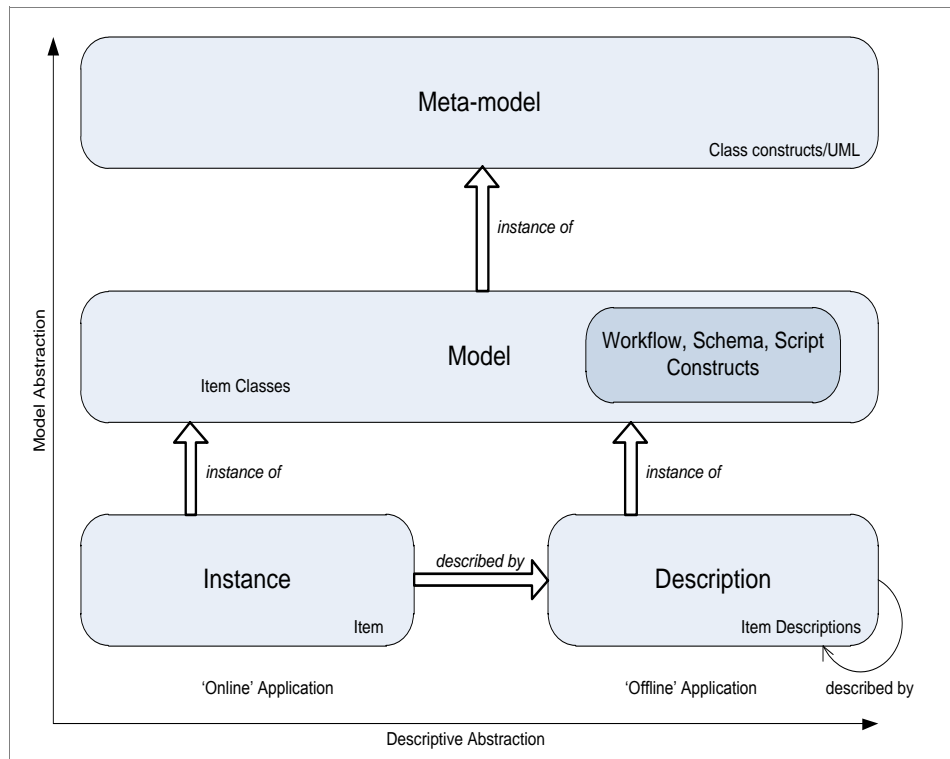 Meta-model
Class constructs/UML
instance of
Workflow, Schema, Script
Constructs
Model
Item Classes
Model Abstraction
instance of
instance of
Instance
described by
Description
Item
Item Descriptions
‘Online’ Application
‘Offline’ Application
described by
Descriptive Abstraction